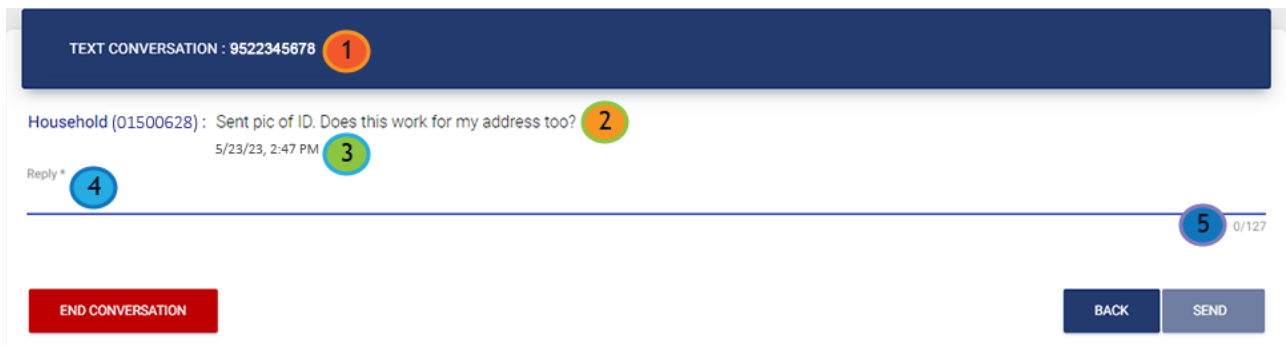 TEXT CONVERSATION : 9522345678 1
Household (01500628) : Sent pic of ID. Does this work for my address too? 2
5/23/23, 2:47 PM 3
Reply * 4
5 0/127
END CONVERSATION BACK SEND